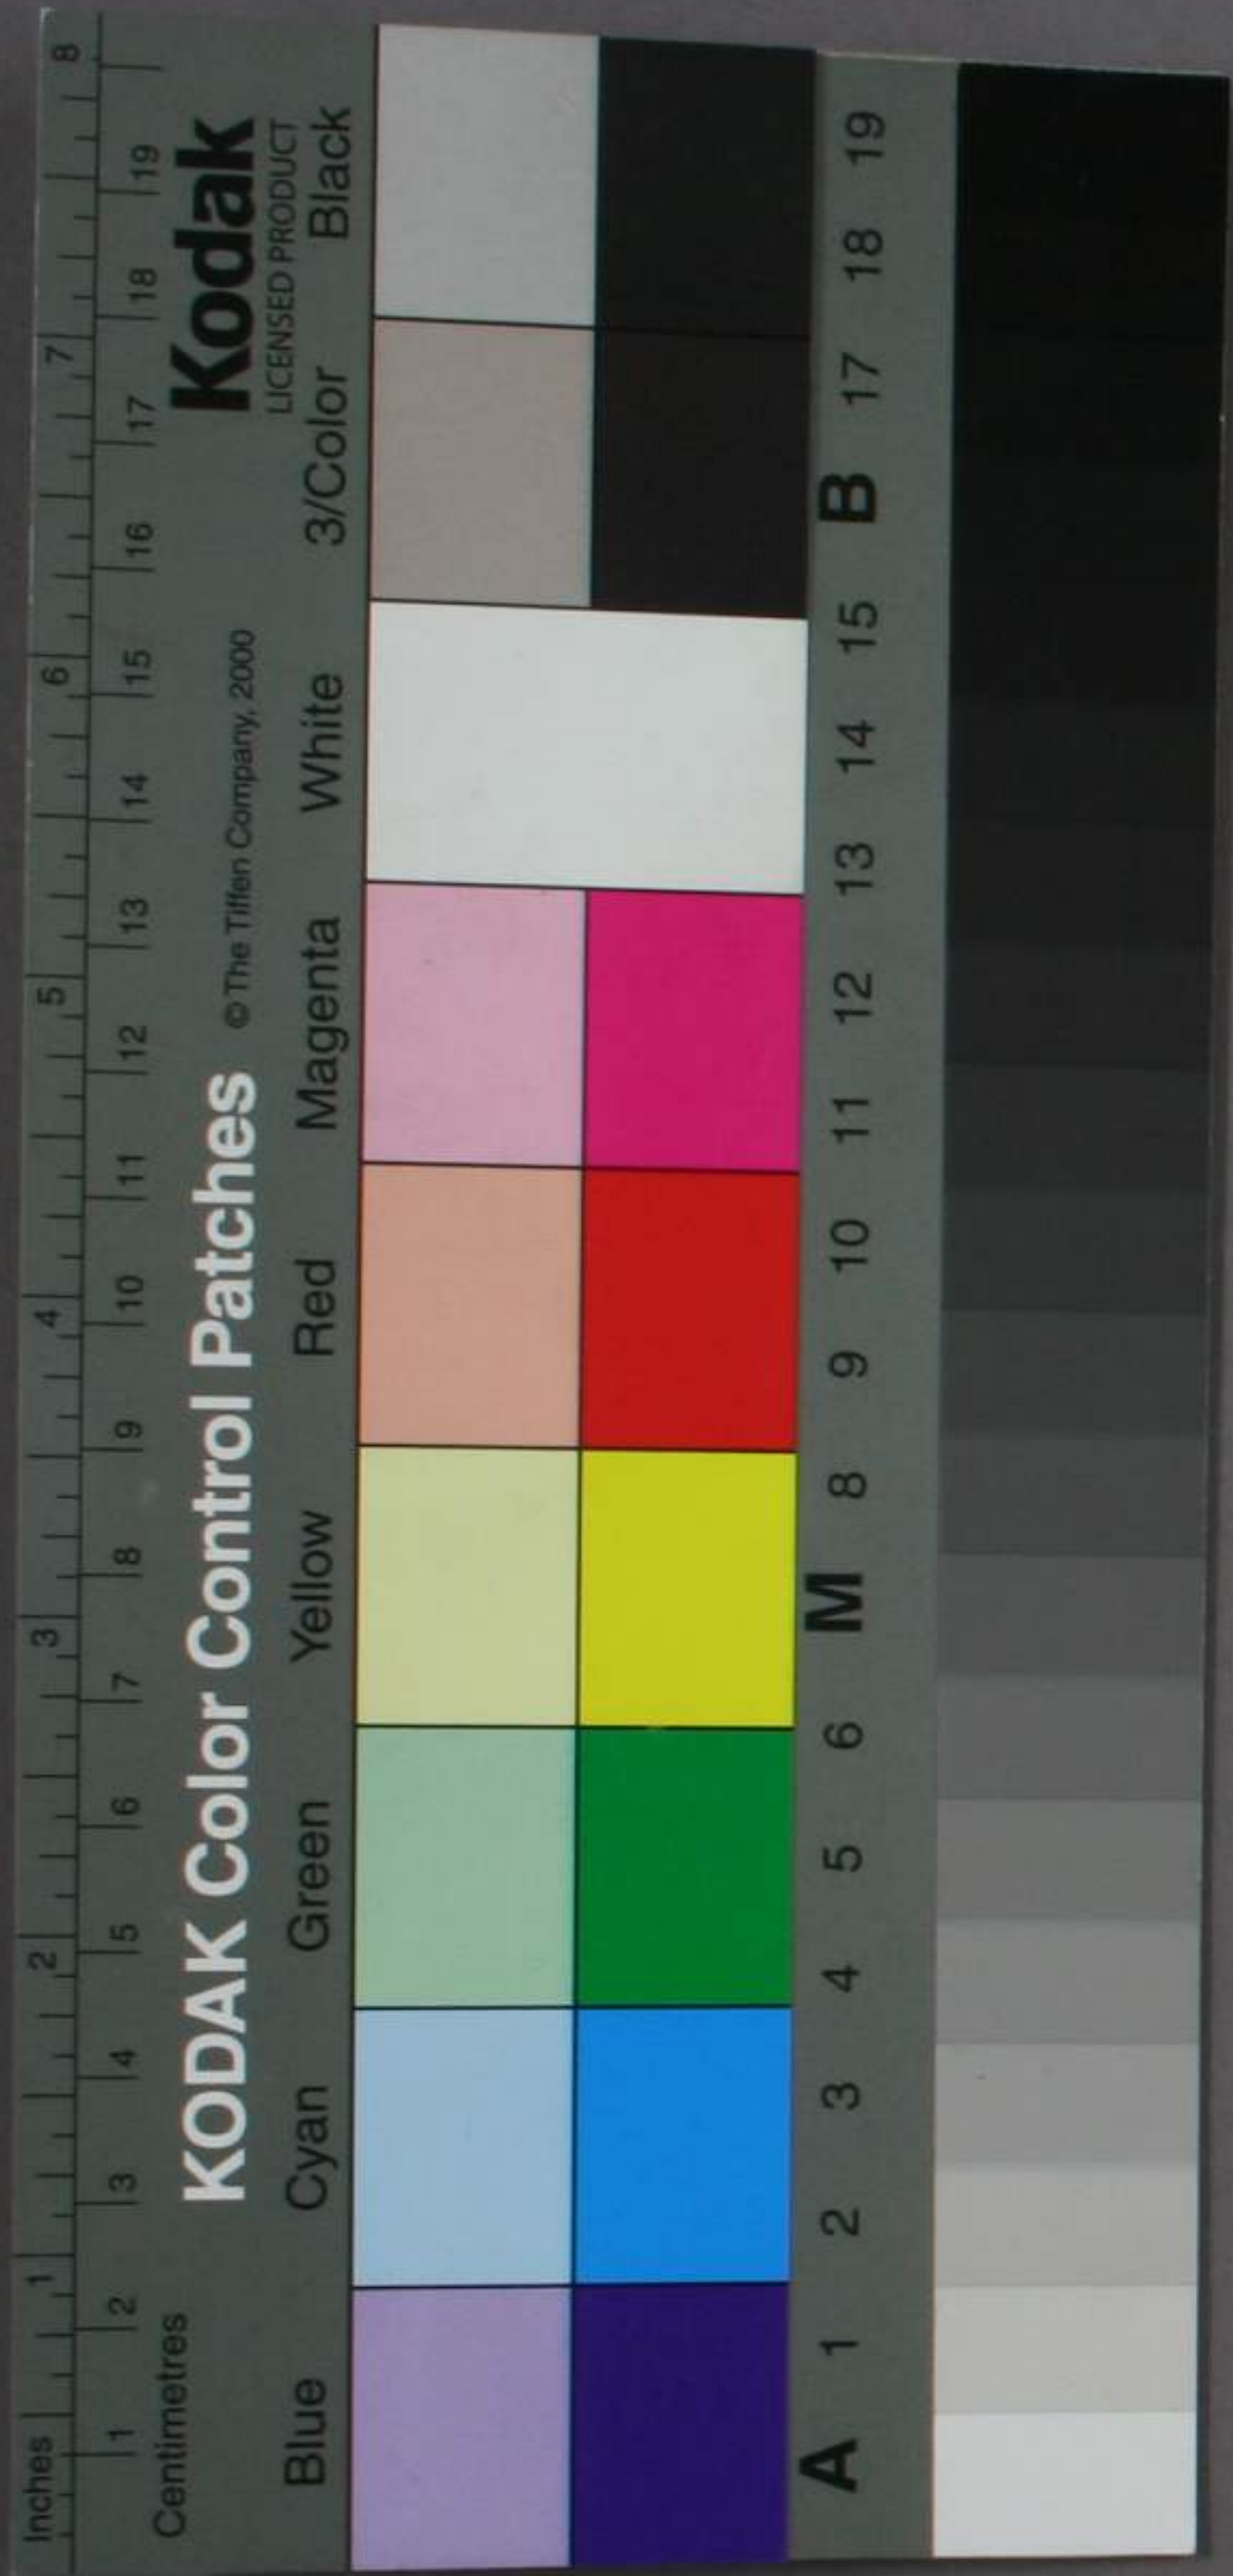 Inches 1 2 3 4 5 6 7 8
Centimetres 1 2 3 4 5 6 7 8 9 10 11 12 13 14 15 16 17 18 19
KODAK Color Control Patches © The Tiffen Company, 2000 Kodak
LICENSED PRODUCT
Blue Cyan Green Yellow Red Magenta White 3/Color Black
A 1 2 3 4 5 6 M 8 9 10 11 12 13 14 15 B 17 18 19